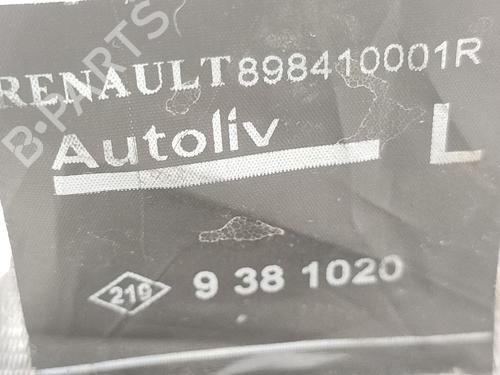 B-PARTS
RENAULT 898410001R
Autoliv L
219 9 38 1020